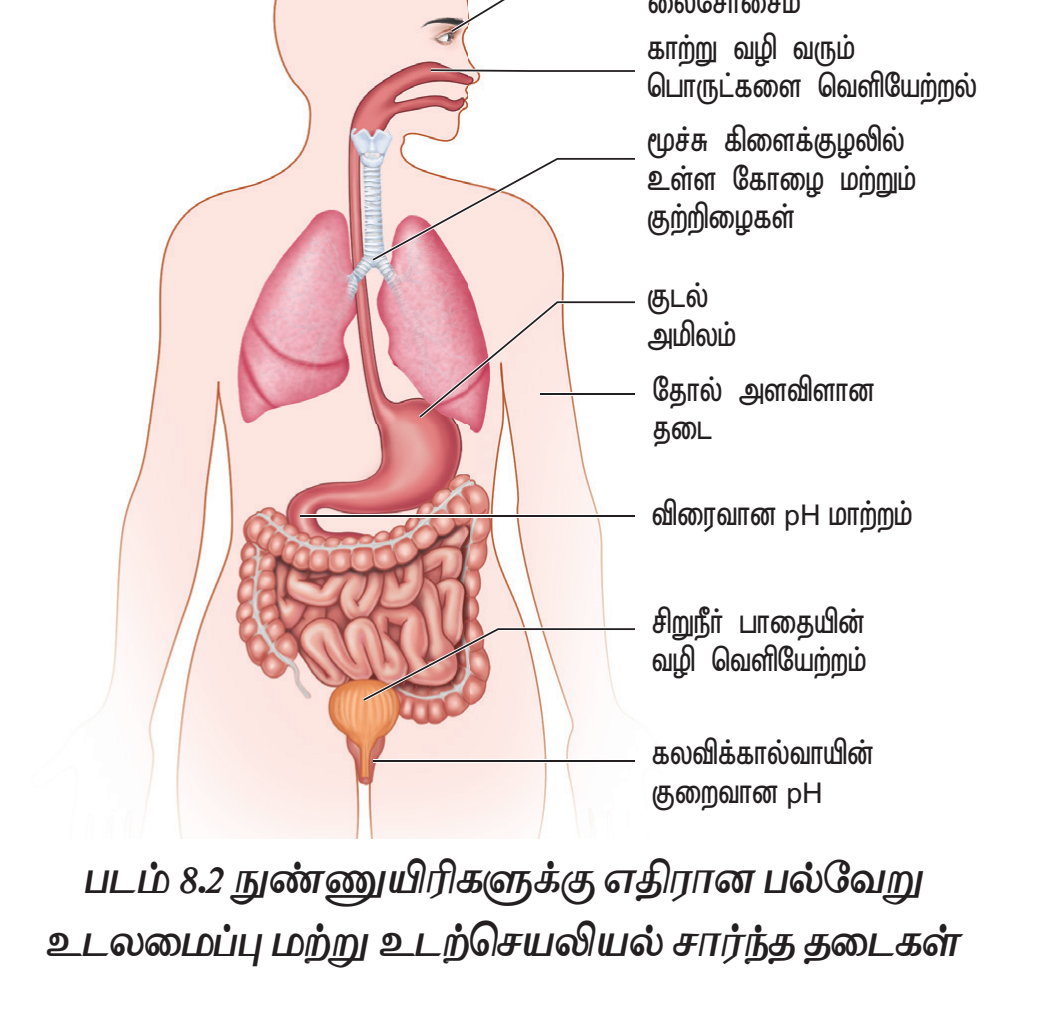 லைசோசைம்
காற்று வழி வரும்
பொருட்களை வெளியேற்றல்
மூச்சு கிளைக்குழலில்
உள்ள கோழை மற்றும்
குற்றிழைகள்
குடல்
அமிலம்
தோல் அளவிளான
தடை
விரைவான pH மாற்றம்
சிறுநீர் பாதையின்
வழி வெளியேற்றம்
கலவிக்கால்வாயின்
குறைவான pH
படம் 8.2 நுண்ணுயிரிகளுக்கு எதிரான பல்வேறு
உடலமைப்பு மற்று உடற்செயலியல் சார்ந்த தடைகள்